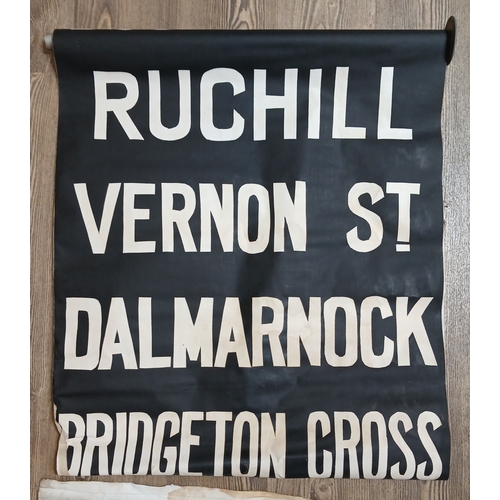 RUCHILL
VERNON ST
DALMARNOCK
BRIDGETON CROSS